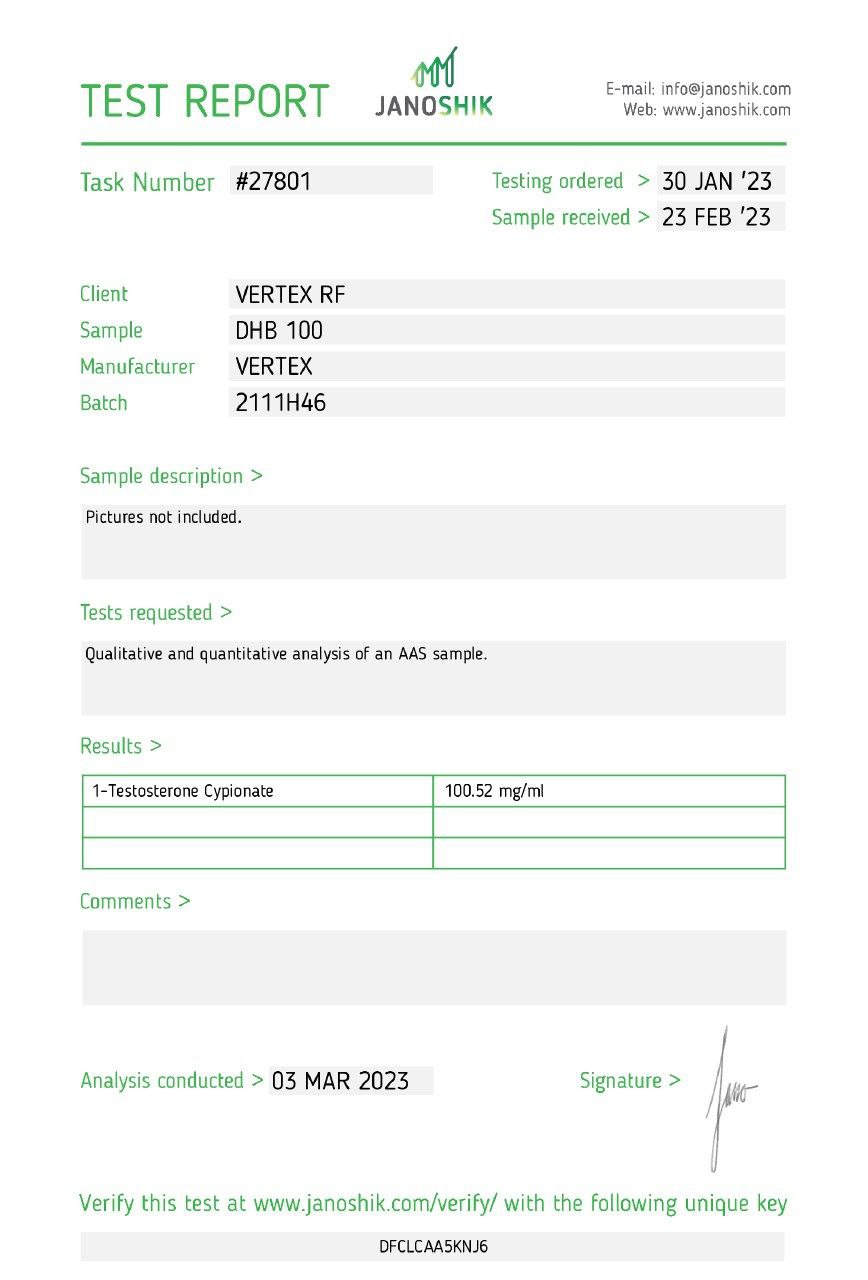 TEST REPORT
JANOSHIK
E-mail: info@janoshik.com
Web: www.janoshik.com
Task Number #27801
Testing ordered > 30 JAN '23
Sample received > 23 FEB '23
Client VERTEX RF
Sample DHB 100
Manufacturer VERTEX
Batch 2111H46
Sample description >
Pictures not included.
Tests requested >
Qualitative and quantitative analysis of an AAS sample.
Results >
1-Testosterone Cypionate 100.52 mg/ml
Comments >
Analysis conducted > 03 MAR 2023
Signature > Jano
Verify this test at www.janoshik.com/verify/ with the following unique key
DFCLCAA5KNJ6